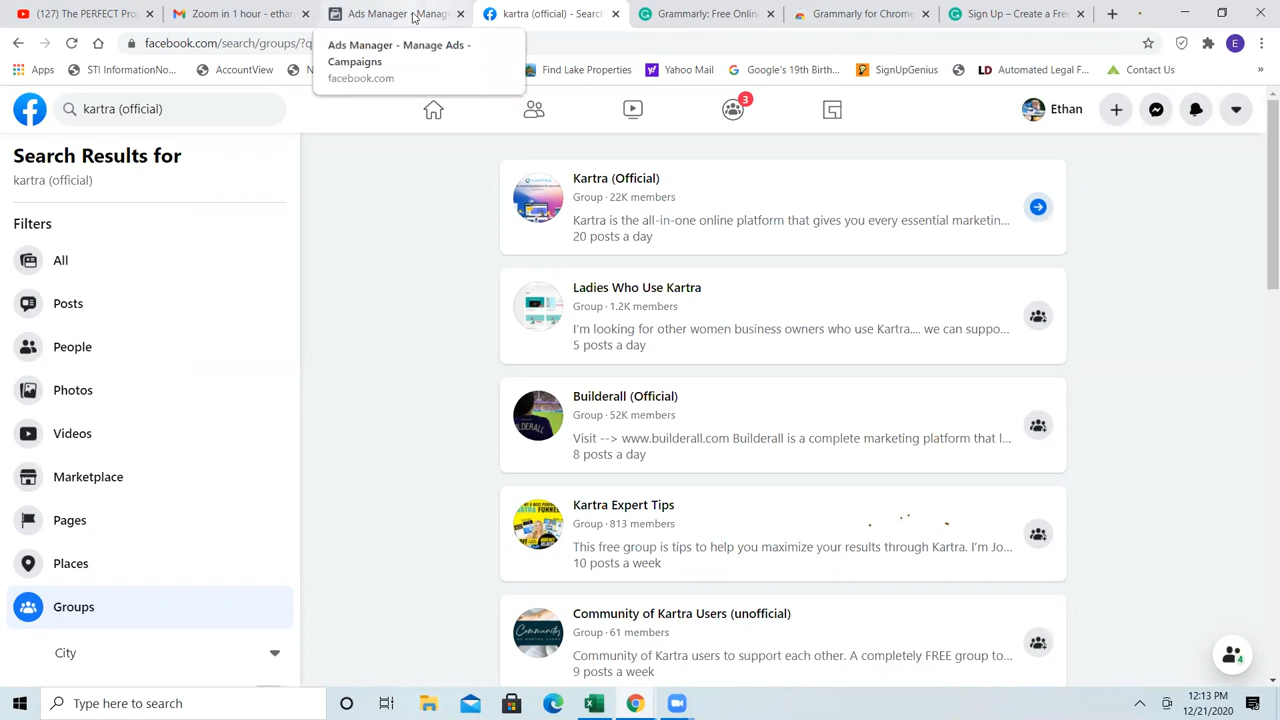 (127) The PERFECT Pro
Zoom 1 1 hour - ethan
Ads Manager - Manag
kartra (official) - Search
Grammarly: Free Online
Grammarly for Chrome
Sign Up - Create a Free
facebook.com/search/groups/?q
Ads Manager - Manage Ads -
Campaigns
facebook.com
Apps
STI InformationNo...
AccountView
Find Lake Properties
Yahoo Mail
Google's 19th Birth...
SignUpGenius
LD Automated Legal F...
Contact Us
»
E
kartra (official)
3
Ethan
Search Results for
kartra (official)
Filters
All
Posts
People
Photos
Videos
Marketplace
Pages
Places
Groups
City
Kartra (Official)
Group · 22K members
Kartra is the all-in-one online platform that gives you every essential marketin...
20 posts a day
Ladies Who Use Kartra
Group · 1.2K members
I'm looking for other women business owners who use Kartra.... we can suppo...
5 posts a day
Builderall (Official)
Group · 52K members
Visit --> www.builderall.com Builderall is a complete marketing platform that l...
8 posts a day
Kartra Expert Tips
Group · 813 members
This free group is tips to help you maximize your results through Kartra. I'm Jo...
10 posts a week
Community of Kartra Users (unofficial)
Group · 61 members
Community of Kartra users to support each other. A completely FREE group to...
9 posts a week
4
Type here to search
12:13 PM
12/21/2020